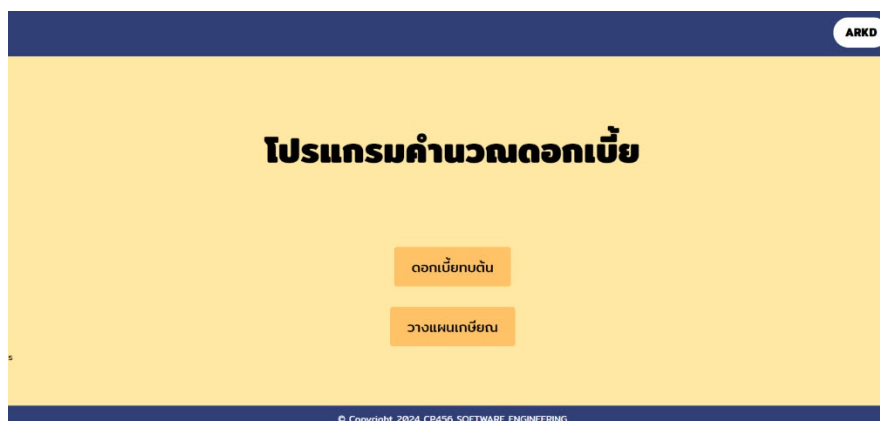 ARKD
โปรแกรมคำนวณดอกเบี้ย
ดอกเบี้ยทบต้น
วางแผนเกษียณ
s
© Copyright 2024 CP456 SOFTWARE ENGINEERING